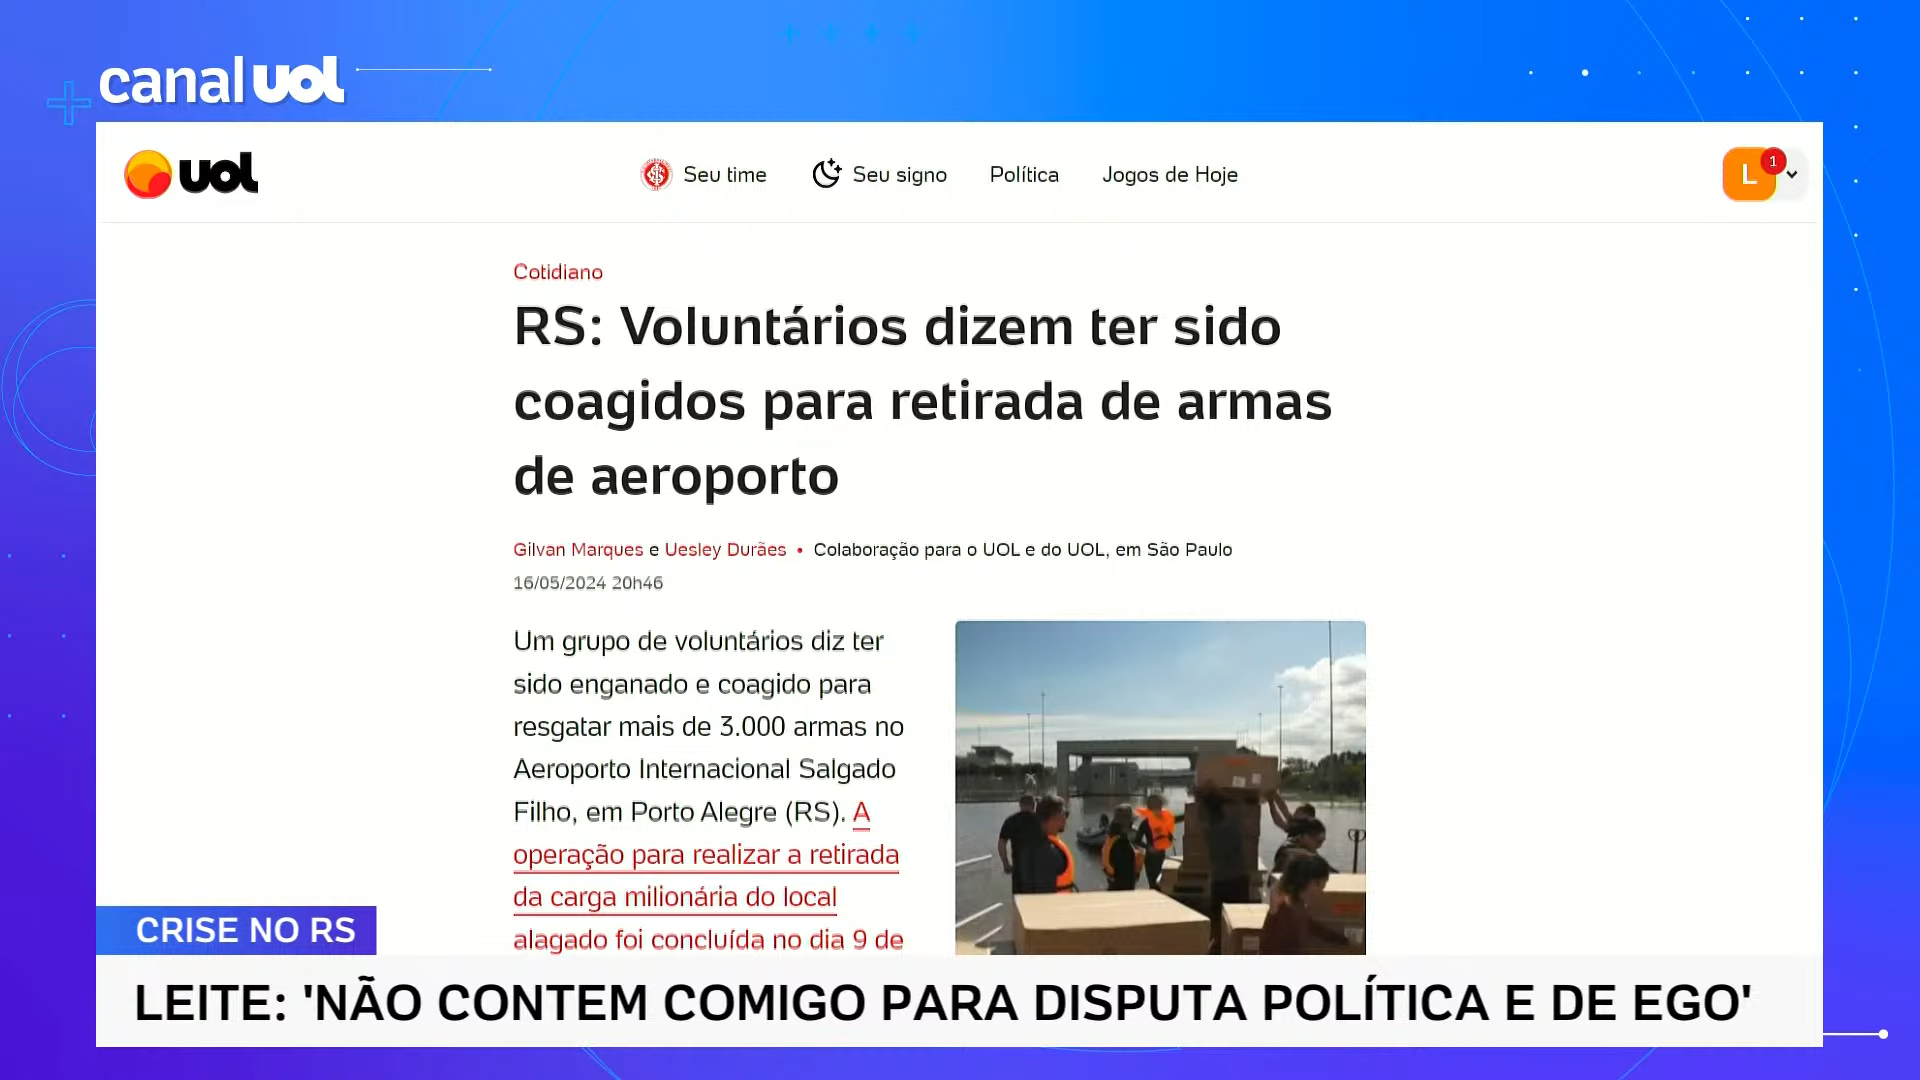 canal uol
uol
Seu time
Seu signo
Política
Jogos de Hoje
L
1
Cotidiano
RS: Voluntários dizem ter sido
coagidos para retirada de armas
de aeroporto
Gilvan Marques e Uesley Durães • Colaboração para o UOL e do UOL, em São Paulo
16/05/2024 20h46
Um grupo de voluntários diz ter
sido enganado e coagido para
resgatar mais de 3.000 armas no
Aeroporto Internacional Salgado
Filho, em Porto Alegre (RS). A
operação para realizar a retirada
da carga milionária do local
alagado foi concluída no dia 9 de
CRISE NO RS
LEITE: 'NÃO CONTEM COMIGO PARA DISPUTA POLÍTICA E DE EGO'